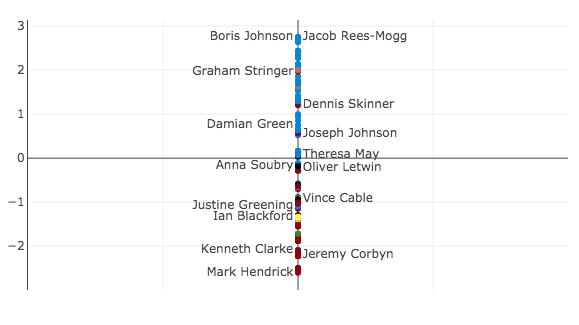 3
Boris Johnson Jacob Rees-Mogg
2
Graham Stringer
Dennis Skinner
1
Damian Green
Joseph Johnson
Theresa May
0
Anna Soubry Oliver Letwin
Vince Cable
−1
Justine Greening
Ian Blackford
−2
Kenneth Clarke
Jeremy Corbyn
Mark Hendrick